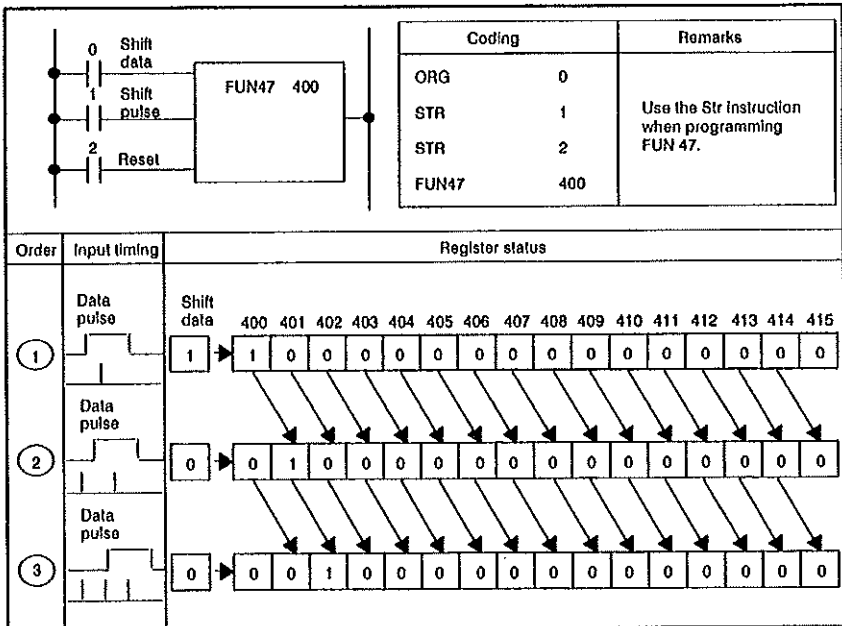 0 Shift data
1 Shift pulse
2 Reset
FUN47 400
Coding Remarks
ORG 0
STR 1
STR 2
FUN47 400
Use the Str instruction
when programming
FUN 47.
Order Input timing Register status
Data pulse
Shift data
400 401 402 403 404 405 406 407 408 409 410 411 412 413 414 415
1 1 1 0 0 0 0 0 0 0 0 0 0 0 0 0 0 0
Data pulse
2 0 0 1 0 0 0 0 0 0 0 0 0 0 0 0 0 0
Data pulse
3 0 0 0 1 0 0 0 0 0 0 0 0 0 0 0 0 0